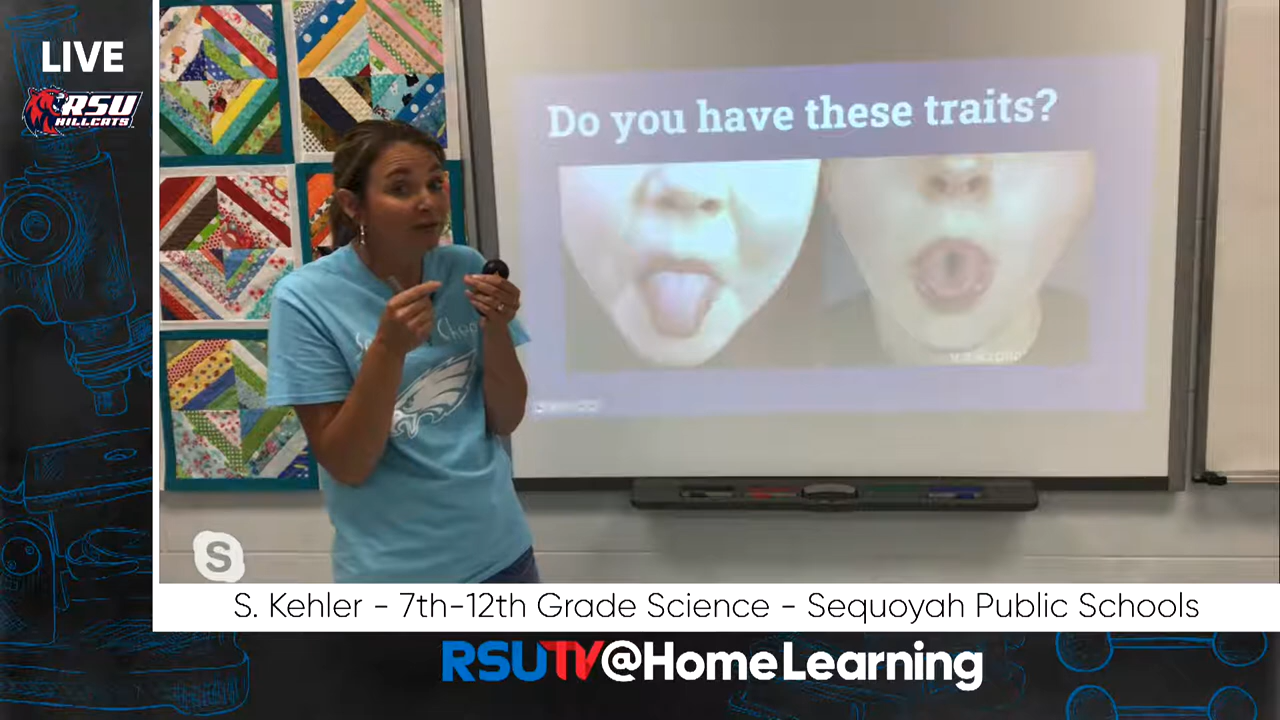 LIVE
RSU
HILLCATS
Do you have these traits?
S
S. Kehler - 7th-12th Grade Science - Sequoyah Public Schools
RSUTV@HomeLearning